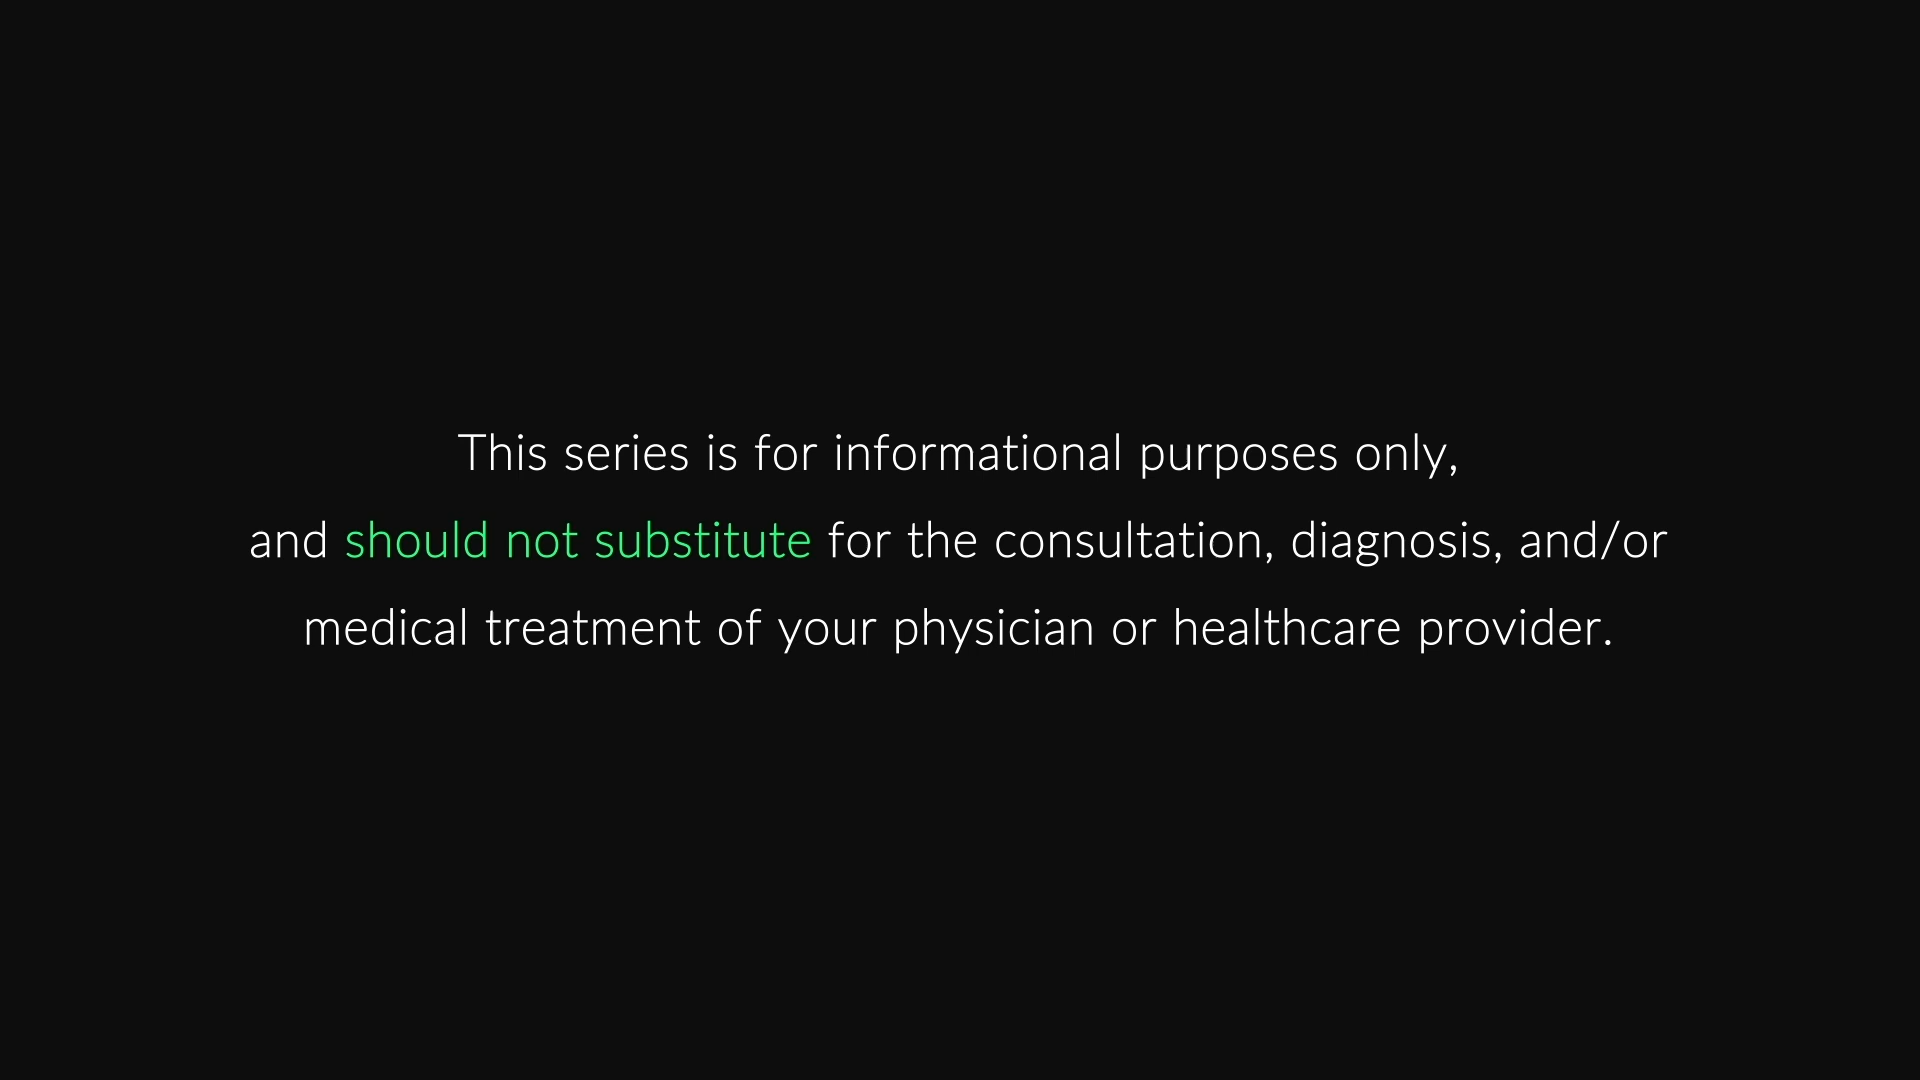 This series is for informational purposes only,
and should not substitute for the consultation, diagnosis, and/or
medical treatment of your physician or healthcare provider.